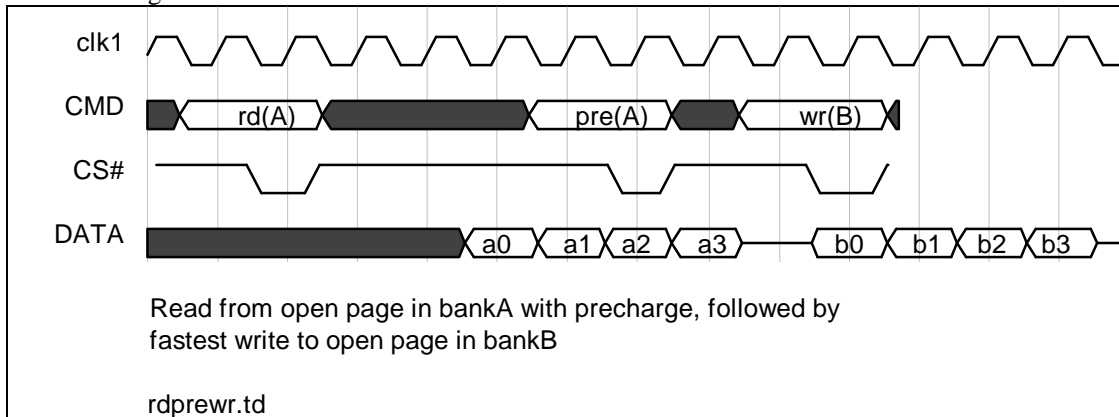 clk1
CMD rd(A) pre(A) wr(B)
CS#
DATA a0 a1 a2 a3 b0 b1 b2 b3
Read from open page in bankA with precharge, followed by
fastest write to open page in bankB
rdprewr.td